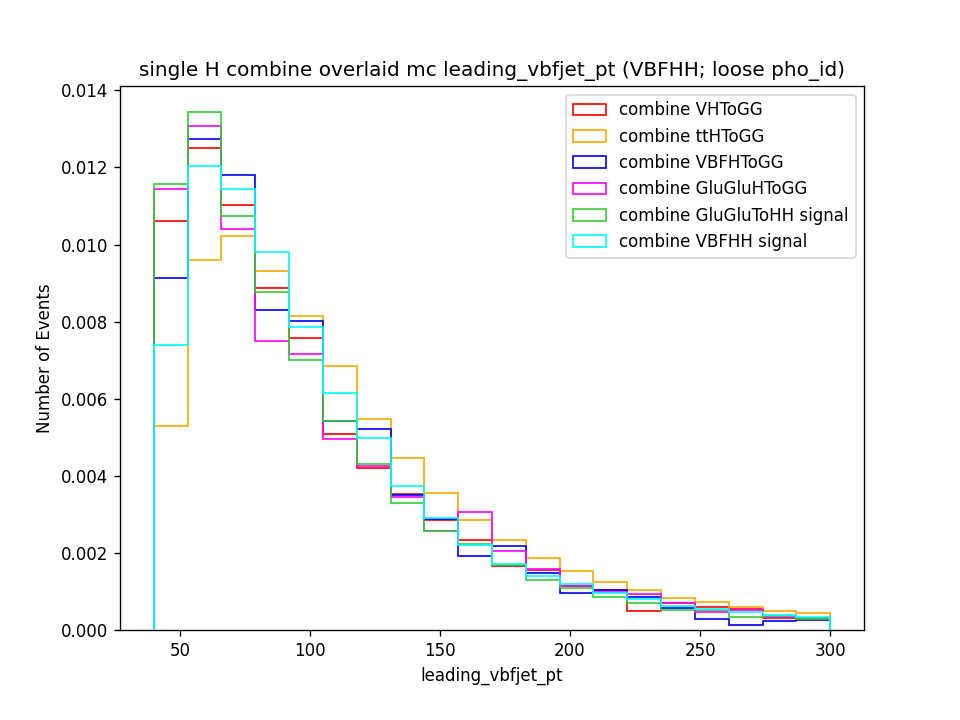 single H combine overlaid mc leading_vbfjet_pt (VBFHH; loose pho_id)
combine VHToGG
combine ttHToGG
combine VBFHToGG
combine GluGluHToGG
combine GluGluToHH signal
combine VBFHH signal
Number of Events
0.014
0.012
0.010
0.008
0.006
0.004
0.002
0.000
50 100 150 200 250 300
leading_vbfjet_pt